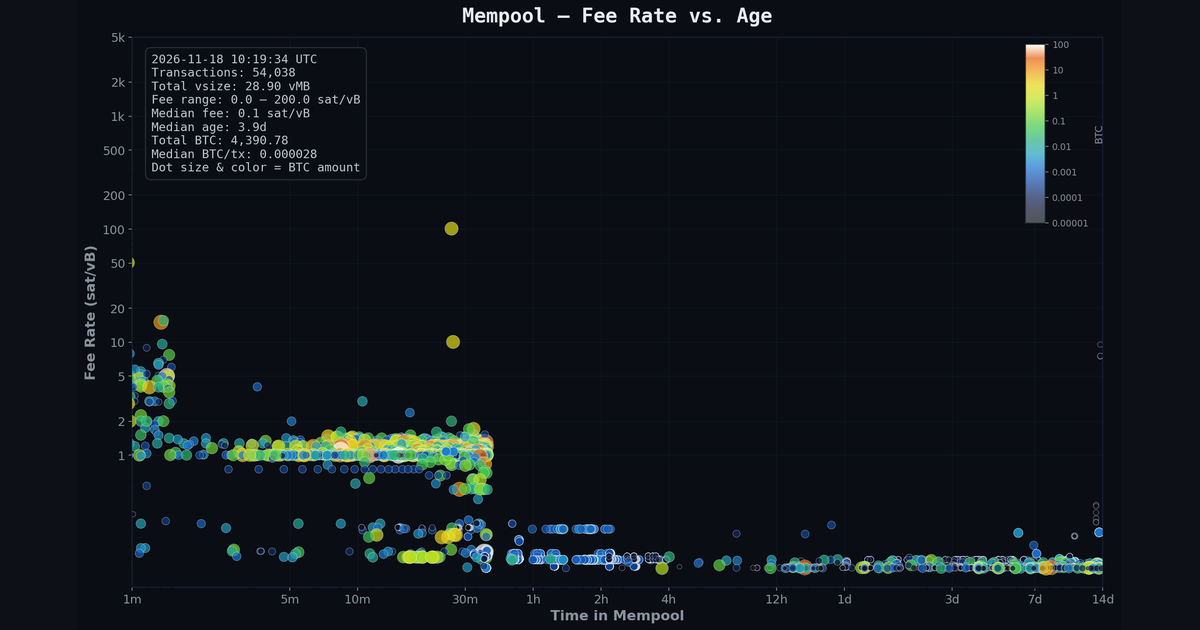 Mempool — Fee Rate vs. Age
2026-11-18 10:19:34 UTC
Transactions: 54,038
Total vsize: 28.90 vMB
Fee range: 0.0 – 200.0 sat/vB
Median fee: 0.1 sat/vB
Median age: 3.9d
Total BTC: 4,390.78
Median BTC/tx: 0.000028
Dot size & color = BTC amount
5k
2k
1k
500
200
100
50
20
10
5
2
1
Fee Rate (sat/vB)
100
10
1
0.1
0.01
0.001
0.0001
0.00001
BTC
1m
5m
10m
30m
1h
2h
4h
12h
1d
3d
7d
14d
Time in Mempool